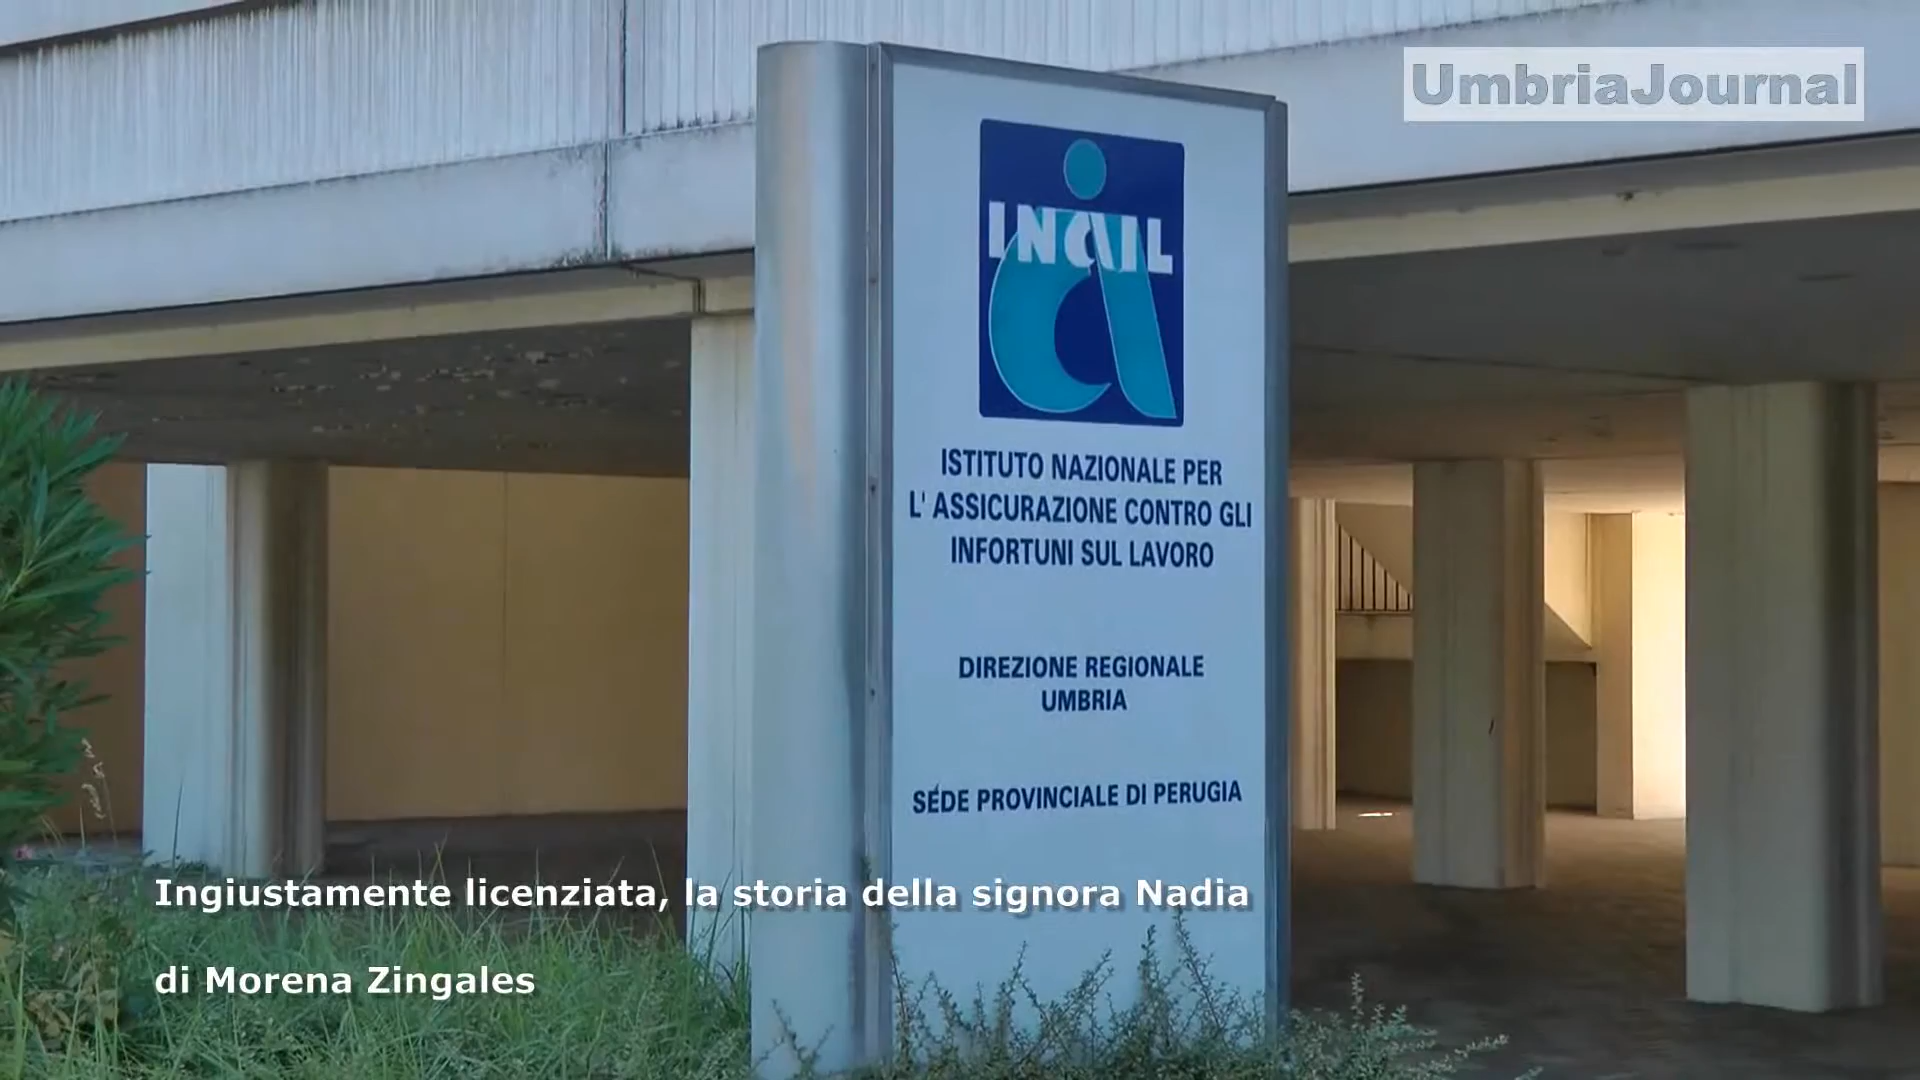 UmbriaJournal
INAIL
ISTITUTO NAZIONALE PER
L' ASSICURAZIONE CONTRO GLI
INFORTUNI SUL LAVORO
DIREZIONE REGIONALE
UMBRIA
SEDE PROVINCIALE DI PERUGIA
Ingiustamente licenziata, la storia della signora Nadia
di Morena Zingales